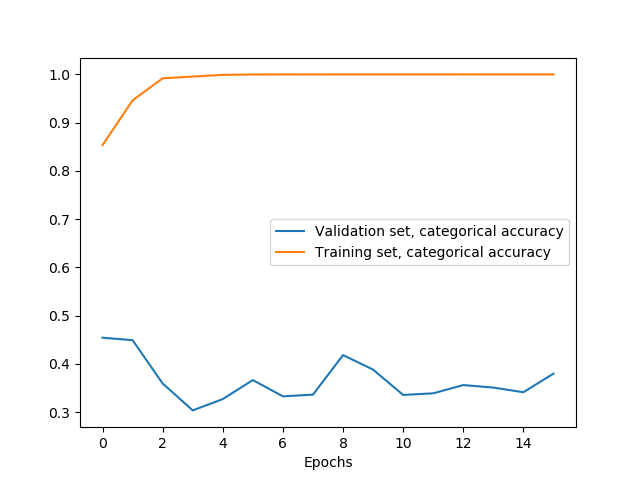 1.0
0.9
0.8
0.7
0.6
0.5
0.4
0.3
Validation set, categorical accuracy
Training set, categorical accuracy
0 2 4 6 8 10 12 14
Epochs